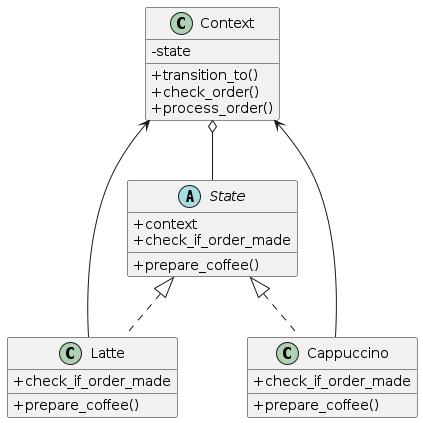 C Context
-state
+transition_to()
+check_order()
+process_order()
A State
+context
+check_if_order_made
+prepare_coffee()
C Latte
+check_if_order_made
+prepare_coffee()
C Cappuccino
+check_if_order_made
+prepare_coffee()